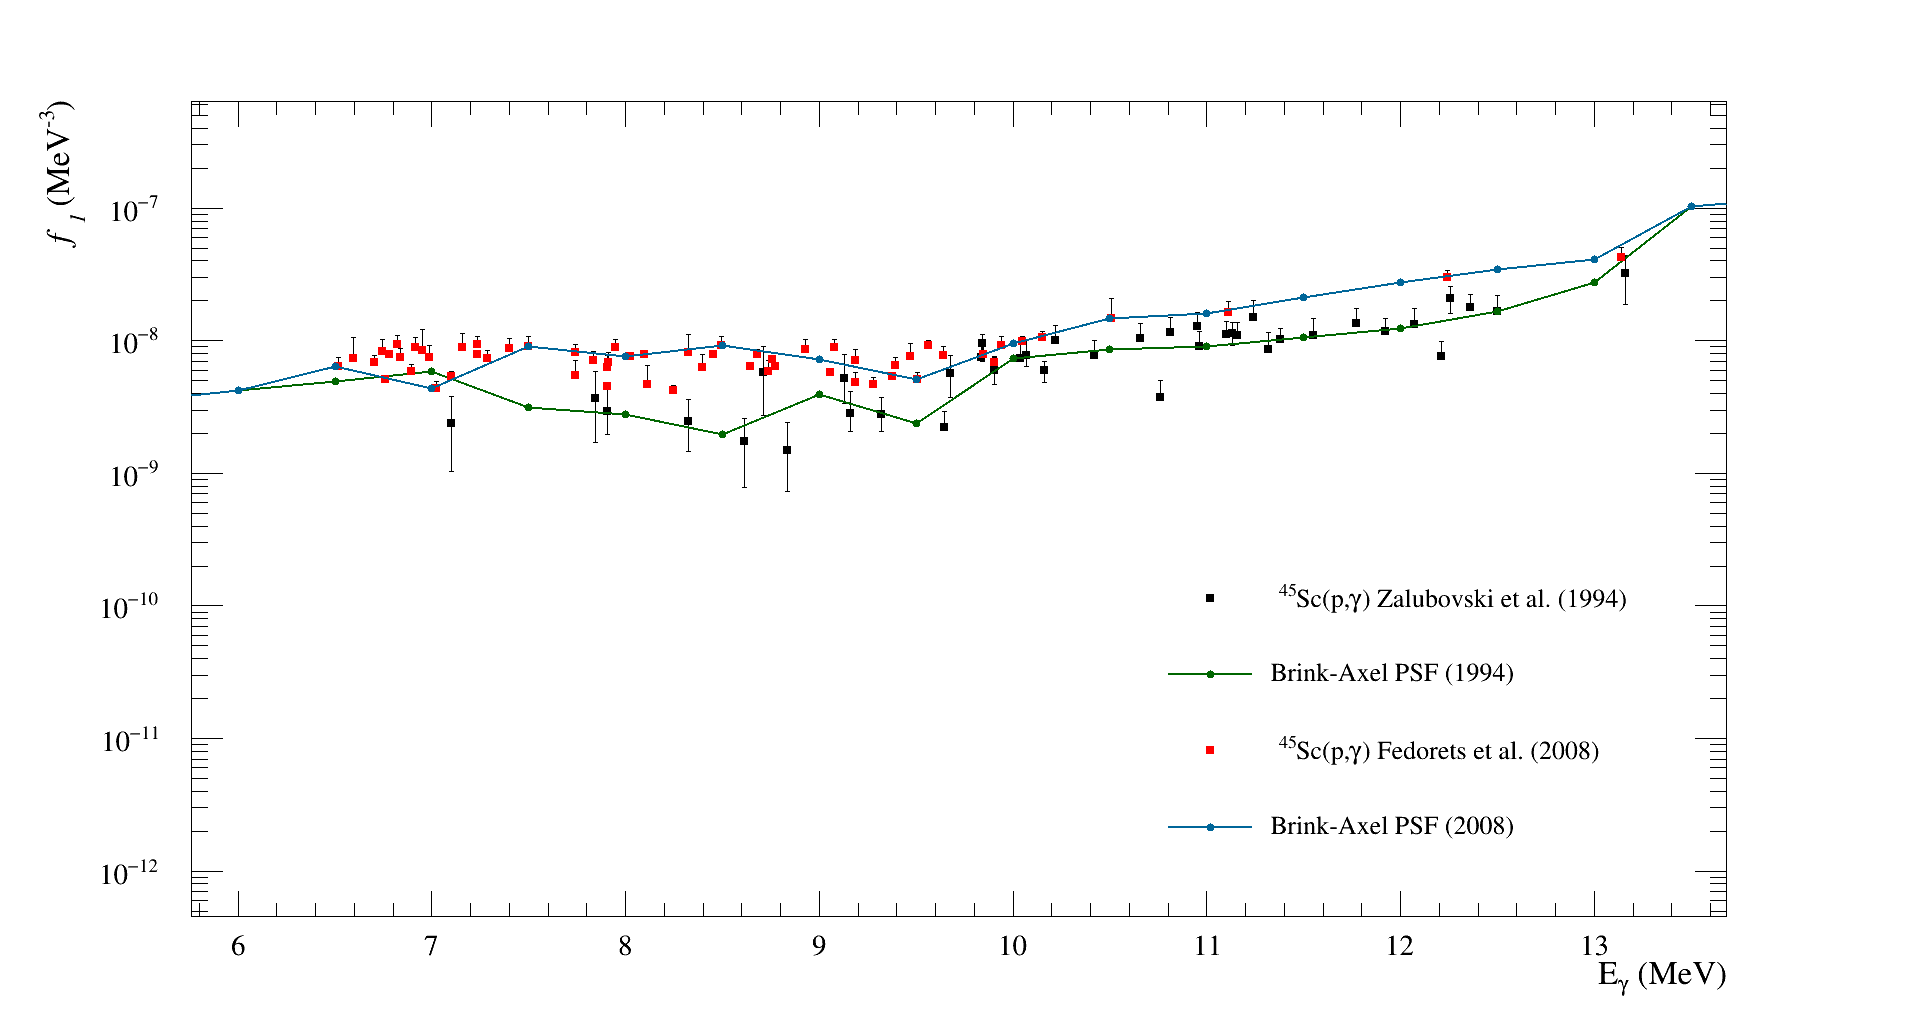 f₁ (MeV⁻³)
10⁻⁷
10⁻⁸
10⁻⁹
10⁻¹⁰
10⁻¹¹
10⁻¹²
⁴⁵Sc(p,γ) Zalubovski et al. (1994)
Brink-Axel PSF (1994)
⁴⁵Sc(p,γ) Fedorets et al. (2008)
Brink-Axel PSF (2008)
6 7 8 9 10 11 12 13
Eᵧ (MeV)